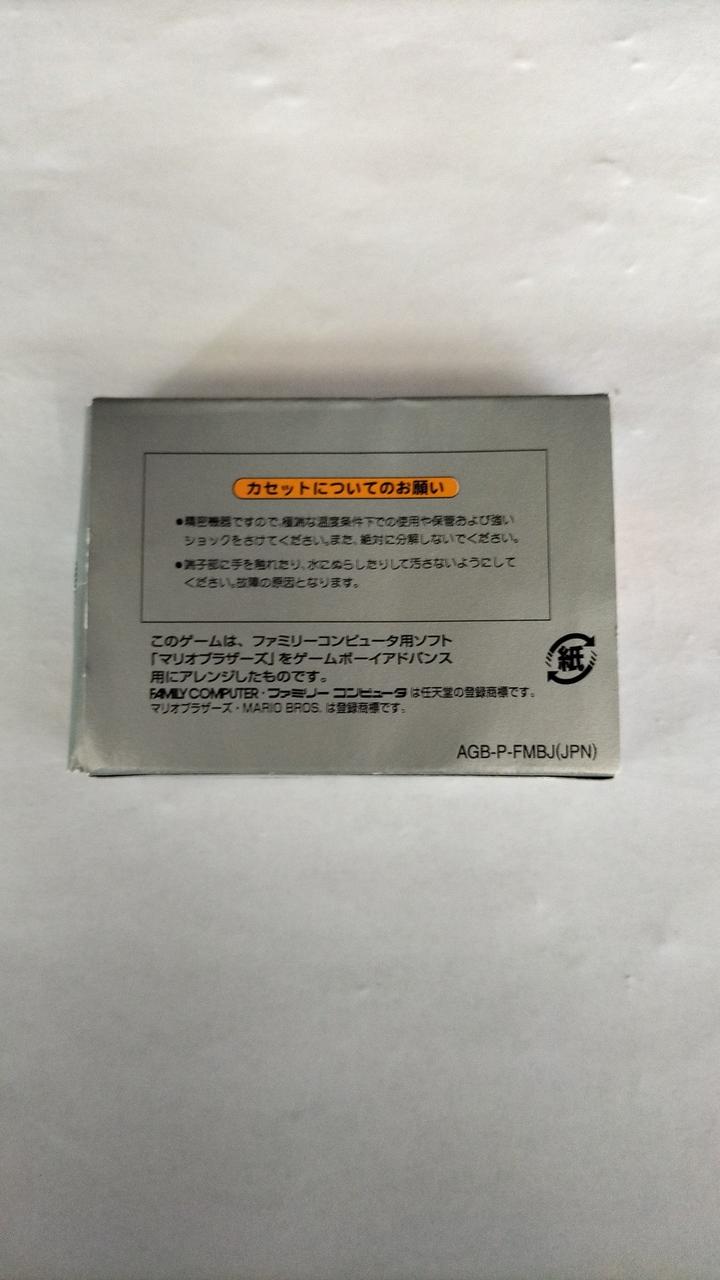 カセットについてのお願い
●精密機器ですので、極端な温度条件下での使用や保管および強い
ショックをさけてください。また、絶対に分解しないでください。
●端子部に手を触れたり、水にぬらしたりして汚さないようにして
ください。故障の原因となります。
このゲームは、ファミリーコンピュータ用ソフト
「マリオブラザーズ」をゲームボーイアドバンス
用にアレンジしたものです。
紙
FAMILY COMPUTER・ファミリー コンピュータ は任天堂の登録商標です。
マリオブラザーズ・MARIO BROS. は登録商標です。
AGB-P-FMBJ(JPN)